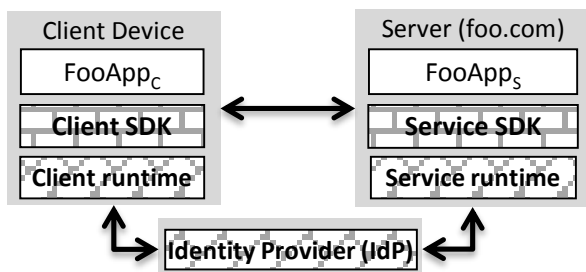 Client Device
FooApp_C
Client SDK
Client runtime
Server (foo.com)
FooApp_S
Service SDK
Service runtime
Identity Provider (IdP)